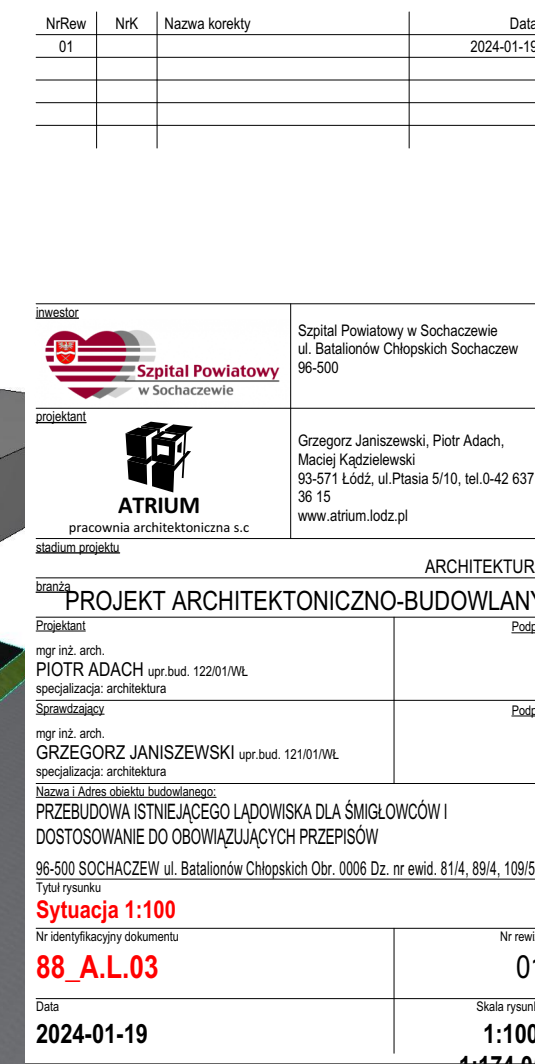 NrRew NrK Nazwa korekty Data
01 2024-01-19
inwestor
Szpital Powiatowy
w Sochaczewie
Szpital Powiatowy w Sochaczewie
ul. Batalionów Chłopskich Sochaczew
96-500
projektant
ATRIUM
pracownia architektoniczna s.c
Grzegorz Janiszewski, Piotr Adach,
Maciej Kądzielewski
93-571 Łódź, ul.Ptasia 5/10, tel.0-42 637
36 15
www.atrium.lodz.pl
stadium projektu
ARCHITEKTUR
branża
PROJEKT ARCHITEKTONICZNO-BUDOWLANY
Projektant Podp
mgr inż. arch.
PIOTR ADACH upr.bud. 122/01/WŁ
specjalizacja: architektura
Sprawdzający Podp
mgr inż. arch.
GRZEGORZ JANISZEWSKI upr.bud. 121/01/WŁ
specjalizacja: architektura
Nazwa i Adres obiektu budowlanego:
PRZEBUDOWA ISTNIEJĄCEGO LĄDOWISKA DLA ŚMIGŁOWCÓW I
DOSTOSOWANIE DO OBOWIĄZUJĄCYCH PRZEPISÓW
96-500 SOCHACZEW ul. Batalionów Chłopskich Obr. 0006 Dz. nr ewid. 81/4, 89/4, 109/5
Tytuł rysunku
Sytuacja 1:100
Nr identyfikacyjny dokumentu Nr rewiz
88_A.L.03 01
Data Skala rysunk
2024-01-19 1:100